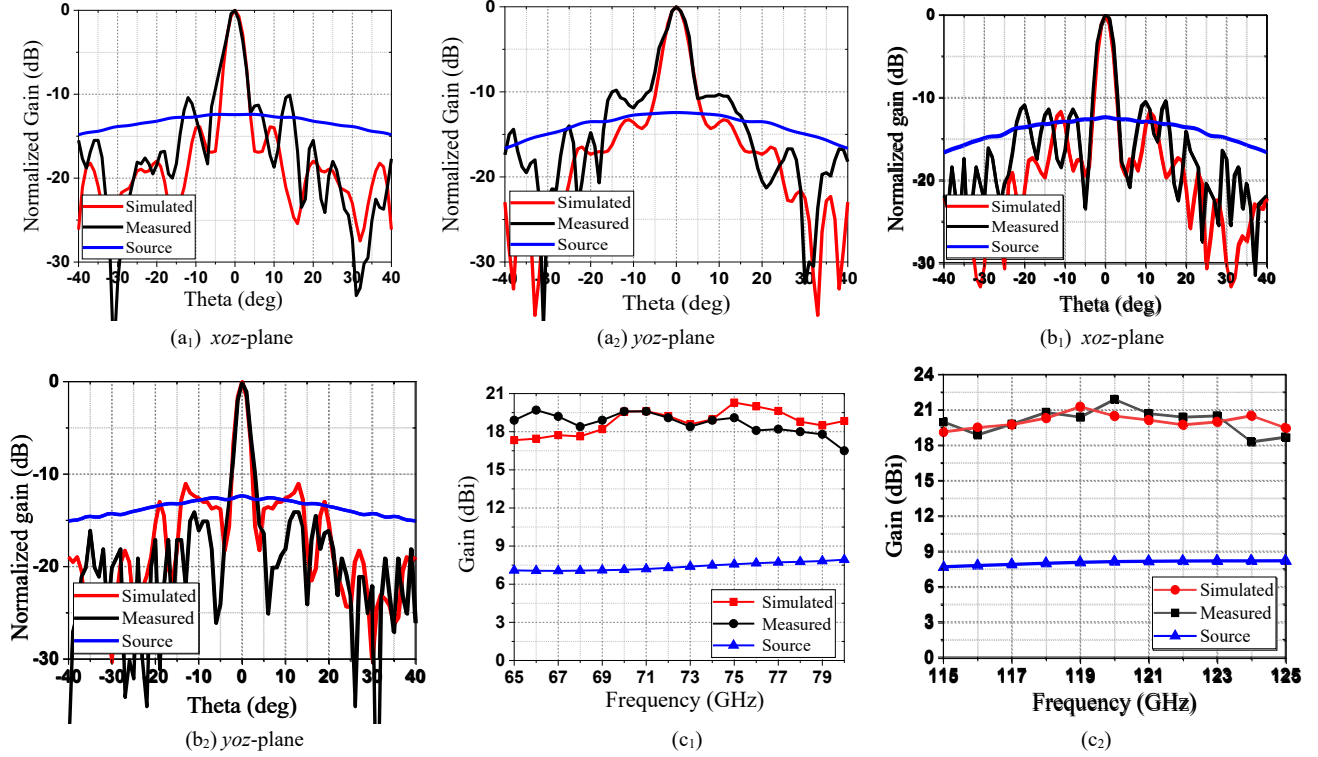 Normalized Gain (dB)
0
-10
-20
-30
-40 -30 -20 -10 0 10 20 30 40
Theta (deg)
Simulated
Measured
Source
(a1) xoz-plane
Normalized Gain (dB)
0
-10
-20
-30
-40 -30 -20 -10 0 10 20 30 40
Theta (deg)
Simulated
Measured
Source
(a2) yoz-plane
Normalized gain (dB)
0
-10
-20
-30
-40 -30 -20 -10 0 10 20 30 40
Theta (deg)
Simulated
Measured
Source
(b1) xoz-plane
Normalized gain (dB)
0
-10
-20
-30
-40 -30 -20 -10 0 10 20 30 40
Theta (deg)
Simulated
Measured
Source
(b2) yoz-plane
Gain (dBi)
21
18
15
12
9
6
3
0
65 67 69 71 73 75 77 79
Frequency (GHz)
Simulated
Measured
Source
(c1)
Gain (dBi)
24
21
18
15
12
9
6
3
0
115 117 119 121 123 125
Frequency (GHz)
Simulated
Measured
Source
(c2)